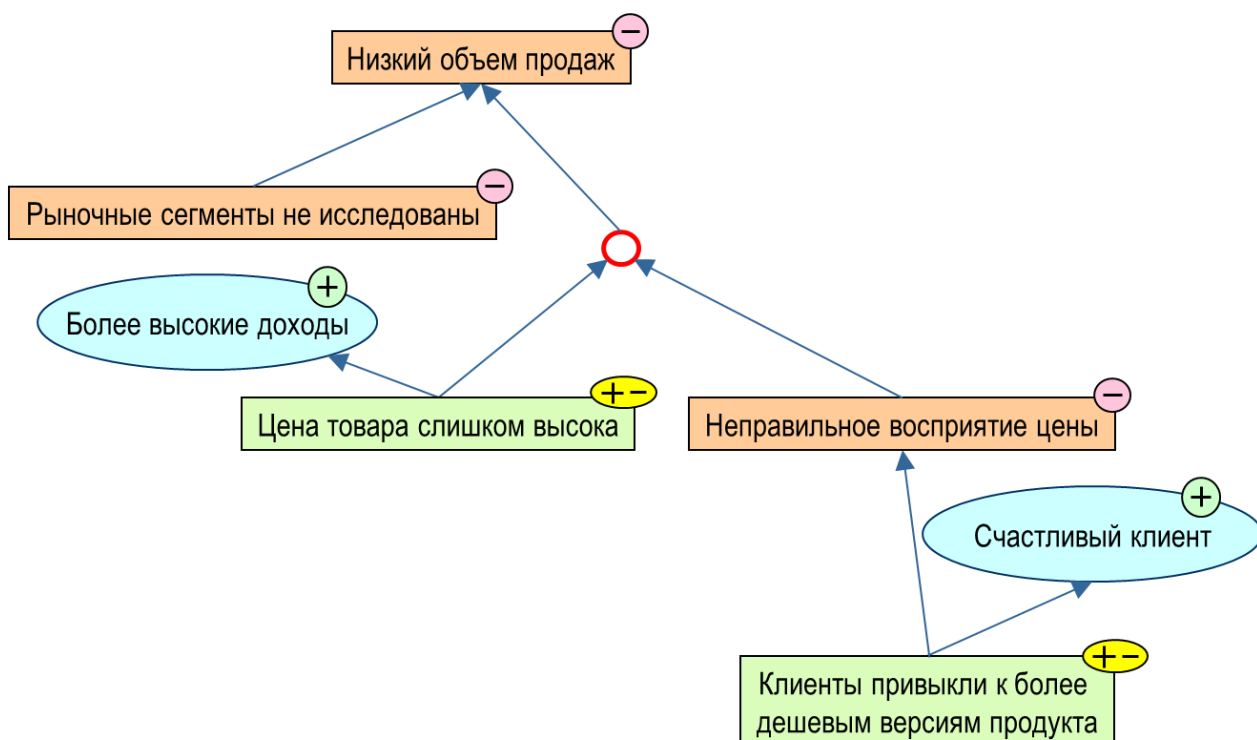 −
Низкий объем продаж
−
Рыночные сегменты не исследованы
+
Более высокие доходы
+ −
Цена товара слишком высока
−
Неправильное восприятие цены
+
Счастливый клиент
+ −
Клиенты привыкли к более
дешевым версиям продукта